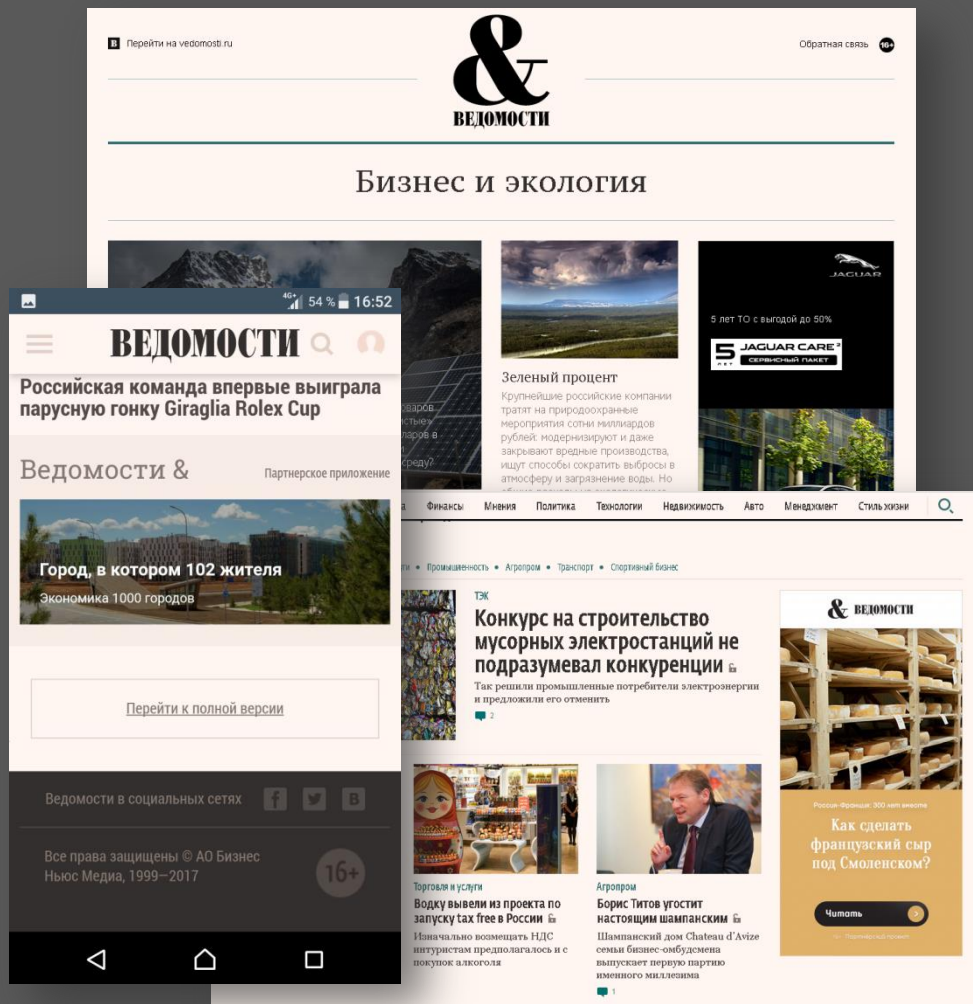 В Перейти на vedomosti.ru
Обратная связь 16+
&
ВЕДОМОСТИ
Бизнес и экология
Зеленый процент
Крупнейшие российские компании
тратят на природоохранные
мероприятия сотни миллиардов
рублей: модернизируют и даже
закрывают вредные производства,
ищут способы сократить выбросы в
атмосферу и загрязнение воды. Но
JAGUAR
5 лет ТО с выгодой до 50%
5 ЛЕТ JAGUAR CARE
СЕРВИСНЫЙ ПАКЕТ
4G+ 54 % 16:52
ВЕДОМОСТИ
Российская команда впервые выиграла
парусную гонку Giraglia Rolex Cup
Ведомости & Партнерское приложение
Город, в котором 102 жителя
Экономика 1000 городов
Перейти к полной версии
Ведомости в социальных сетях f B
Все права защищены © АО Бизнес
Ньюс Медиа, 1999—2017
16+
а Финансы Мнения Политика Технологии Недвижимость Авто Менеджмент Стиль жизни
• Промышленность • Агропром • Транспорт • Спортивный бизнес
ТЭК
Конкурс на строительство
мусорных электростанций не
подразумевал конкуренции
Так решили промышленные потребители электроэнергии
и предложили его отменить
2
Торговля и услуги
Водку вывели из проекта по
запуску tax free в России
Изначально возмещать НДС
интуристам предполагалось и с
покупок алкоголя
Агропром
Борис Титов угостит
настоящим шампанским
Шампанский дом Chateau d'Avize
семьи бизнес-омбудсмена
выпускает первую партию
именного миллезима
1
& ВЕДОМОСТИ
Россия-Франция: 300 лет вместе
Как сделать
французский сыр
под Смоленском?
Читать
Партнерский проект